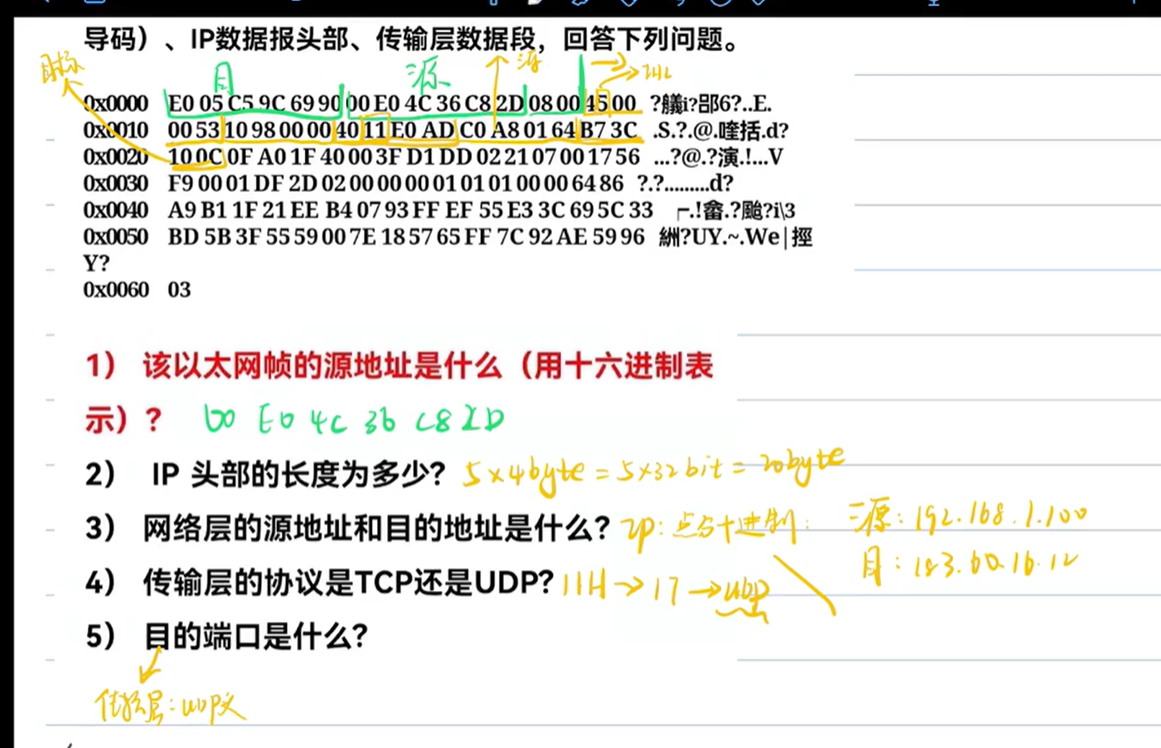 导码）、IP数据报头部、传输层数据段，回答下列问题。
目标 目 源 源 IHL
0x0000 E0 05 C5 9C 69 90 00 E0 4C 36 C8 2D 08 00 45 00 ?艤i?郘6?..E.
0x0010 00 53 10 98 00 00 40 11 E0 AD C0 A8 01 64 B7 3C .S.?.@.喹括.d?
0x0020 10 0C 0F A0 1F 40 00 3F D1 DD 02 21 07 00 17 56 ...?@.?演.!...V
0x0030 F9 00 01 DF 2D 02 00 00 00 00 01 01 01 00 00 64 86 ?.?.........d?
0x0040 A9 B1 1F 21 EE B4 07 93 FF EF 55 E3 3C 69 5C 33 .!畬.?颱?i\3
0x0050 BD 5B 3F 55 59 00 7E 18 57 65 FF 7C 92 AE 59 96 絒?UY.~.We|挳
Y?
0x0060 03
1） 该以太网帧的源地址是什么（用十六进制表
示）？ 00 E0 4C 36 C8 2D
2） IP 头部的长度为多少？ 5×4byte=5×32bit=20byte
3） 网络层的源地址和目的地址是什么？ IP:点分十进制: 源:192.168.1.100
目:183.60.16.12
4） 传输层的协议是TCP还是UDP？ 11H→17→UDP
5） 目的端口是什么？
传输层:UDP